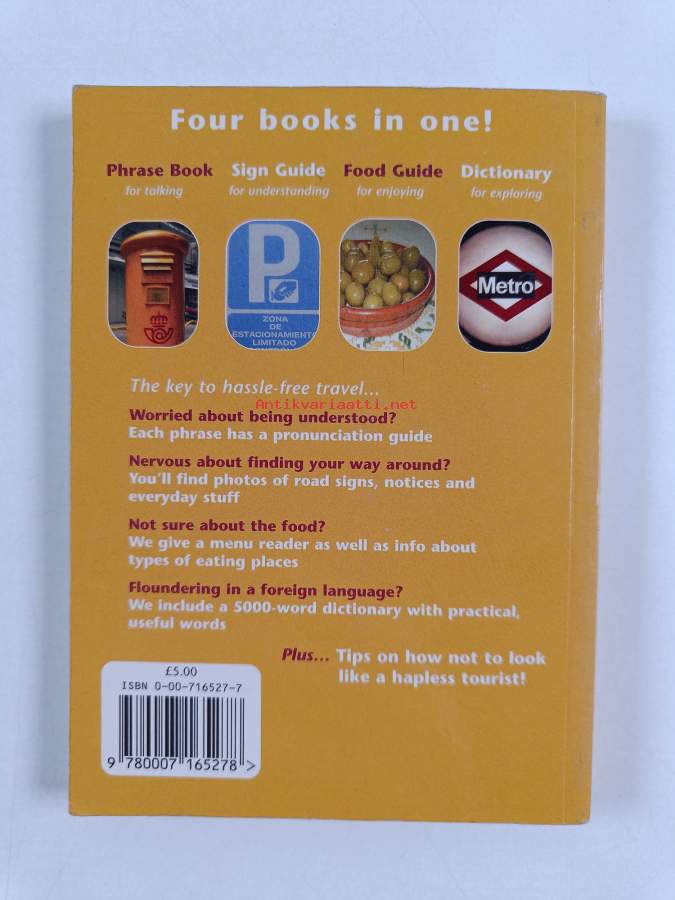 Four books in one!
Phrase Book Sign Guide Food Guide Dictionary
for talking for understanding for enjoying for exploring
P
ZONA
DE
ESTACIONAMIENTO
LIMITADO
Metro
The key to hassle-free travel...
Antikvariaatti.net
Worried about being understood?
Each phrase has a pronunciation guide
Nervous about finding your way around?
You'll find photos of road signs, notices and
everyday stuff
Not sure about the food?
We give a menu reader as well as info about
types of eating places
Floundering in a foreign language?
We include a 5000-word dictionary with practical,
useful words
Plus... Tips on how not to look
like a hapless tourist!
£5.00
ISBN 0-00-716527-7
9 780007 165278 >